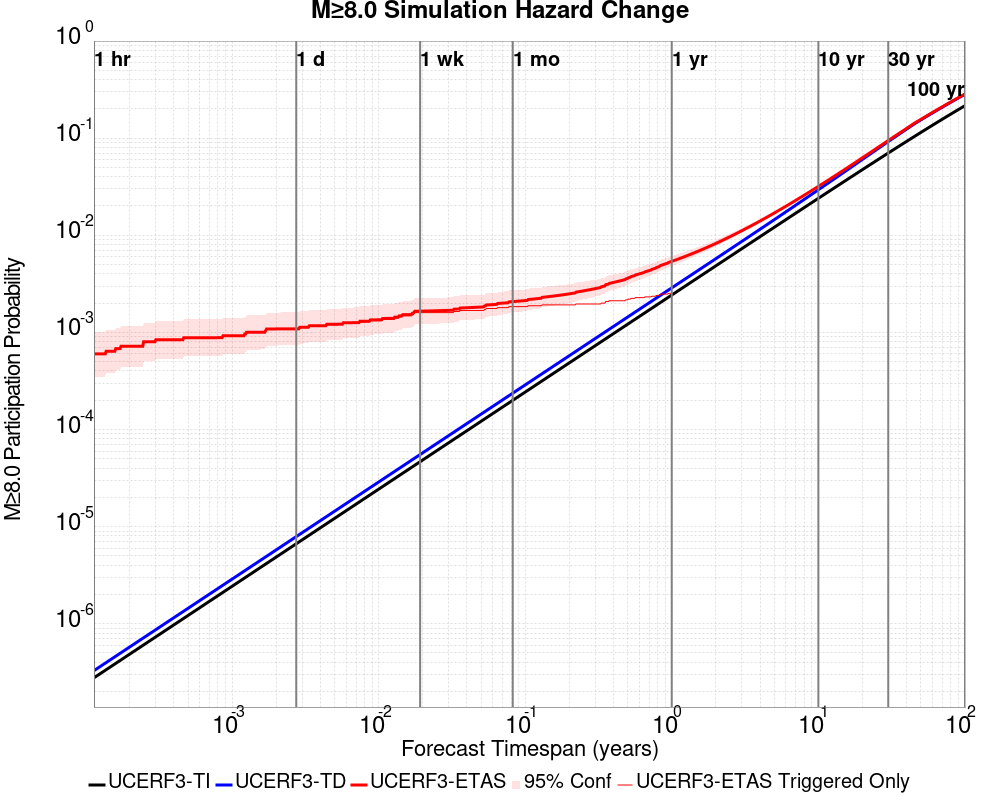 M≥8.0 Simulation Hazard Change
10^0
10^-1
10^-2
10^-3
10^-4
10^-5
10^-6
M≥8.0 Participation Probability
1 hr
1 d
1 wk
1 mo
1 yr
10 yr
30 yr
100 yr
10^-3
10^-2
10^-1
10^0
10^1
10^2
Forecast Timespan (years)
UCERF3-TI UCERF3-TD UCERF3-ETAS 95% Conf UCERF3-ETAS Triggered Only